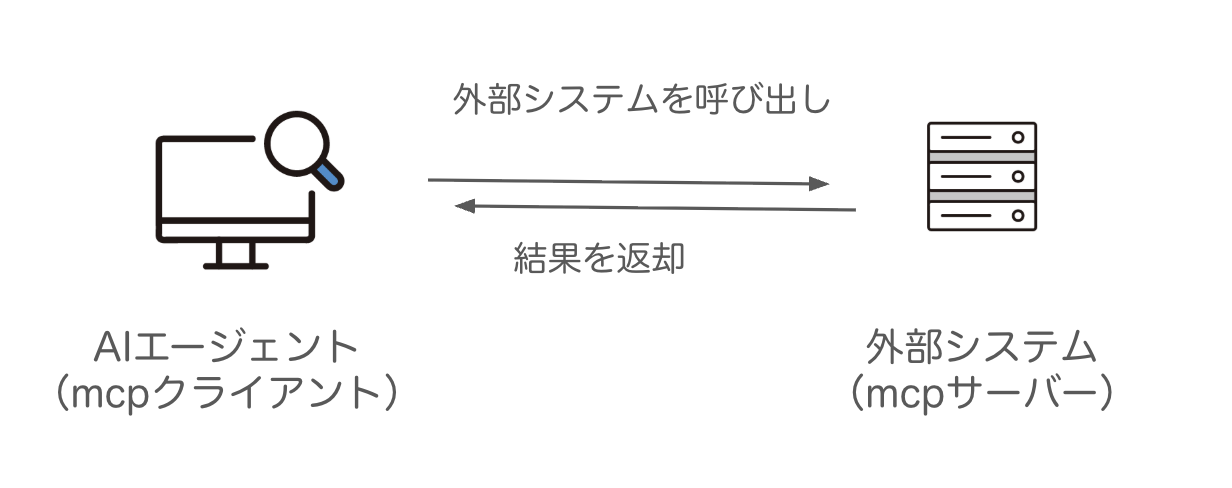 外部システムを呼び出し
結果を返却
AIエージェント
（mcpクライアント）
外部システム
（mcpサーバー）